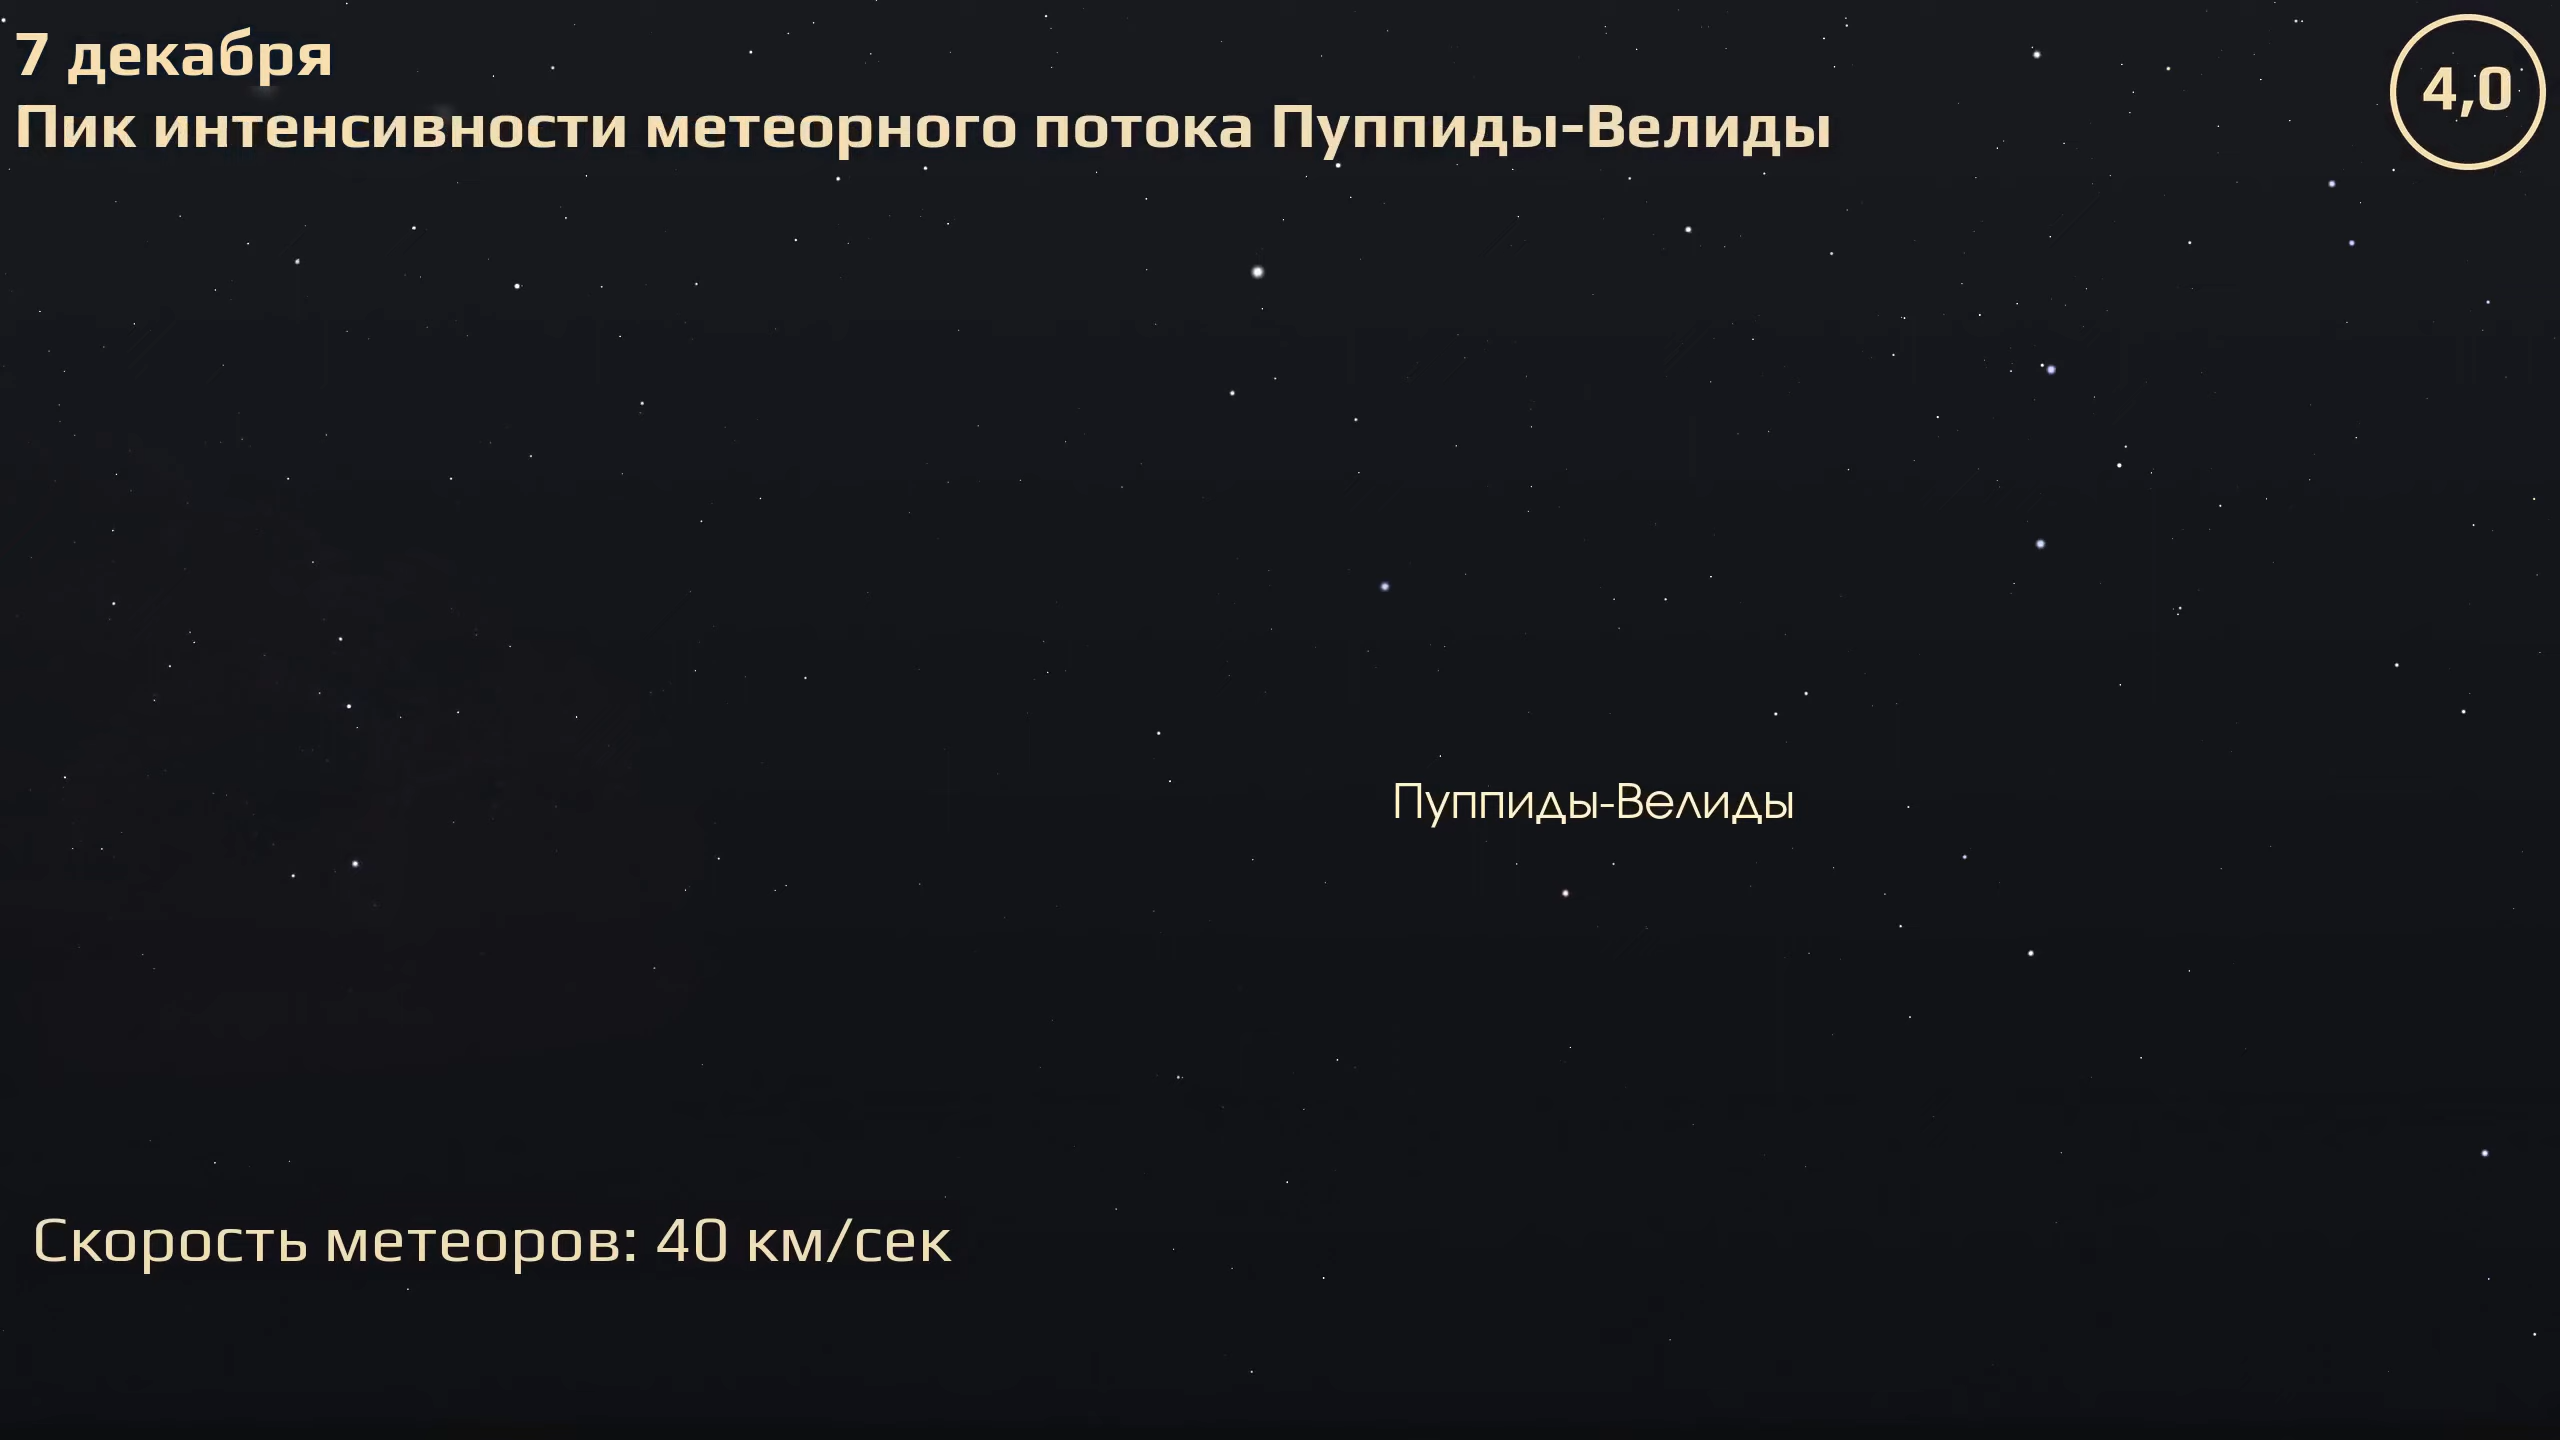 7 декабря
Пик интенсивности метеорного потока Пуппиды-Велиды
4,0
Пуппиды-Велиды
Скорость метеоров: 40 км/сек